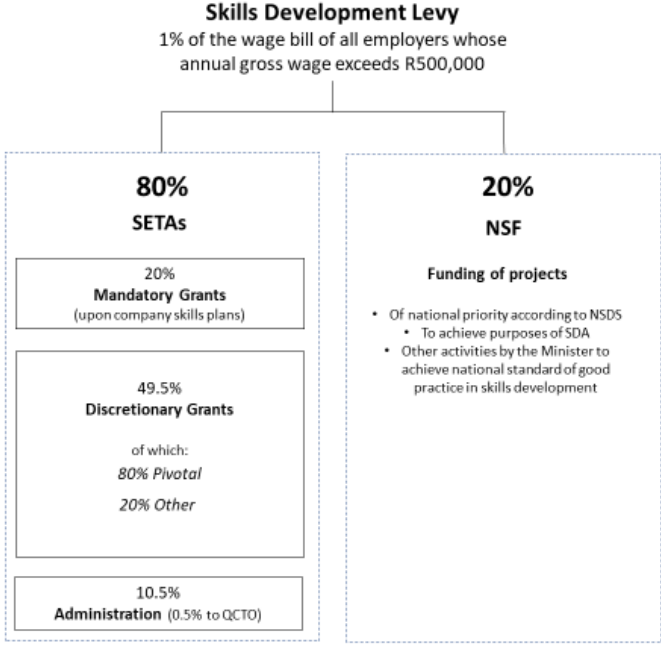 Skills Development Levy
1% of the wage bill of all employers whose
annual gross wage exceeds R500,000
80%
SETAs
20%
Mandatory Grants
(upon company skills plans)
49.5%
Discretionary Grants
of which:
80% Pivotal
20% Other
10.5%
Administration (0.5% to QCTO)
20%
NSF
Funding of projects
• Of national priority according to NSDS
• To achieve purposes of SDA
• Other activities by the Minister to
achieve national standard of good
practice in skills development